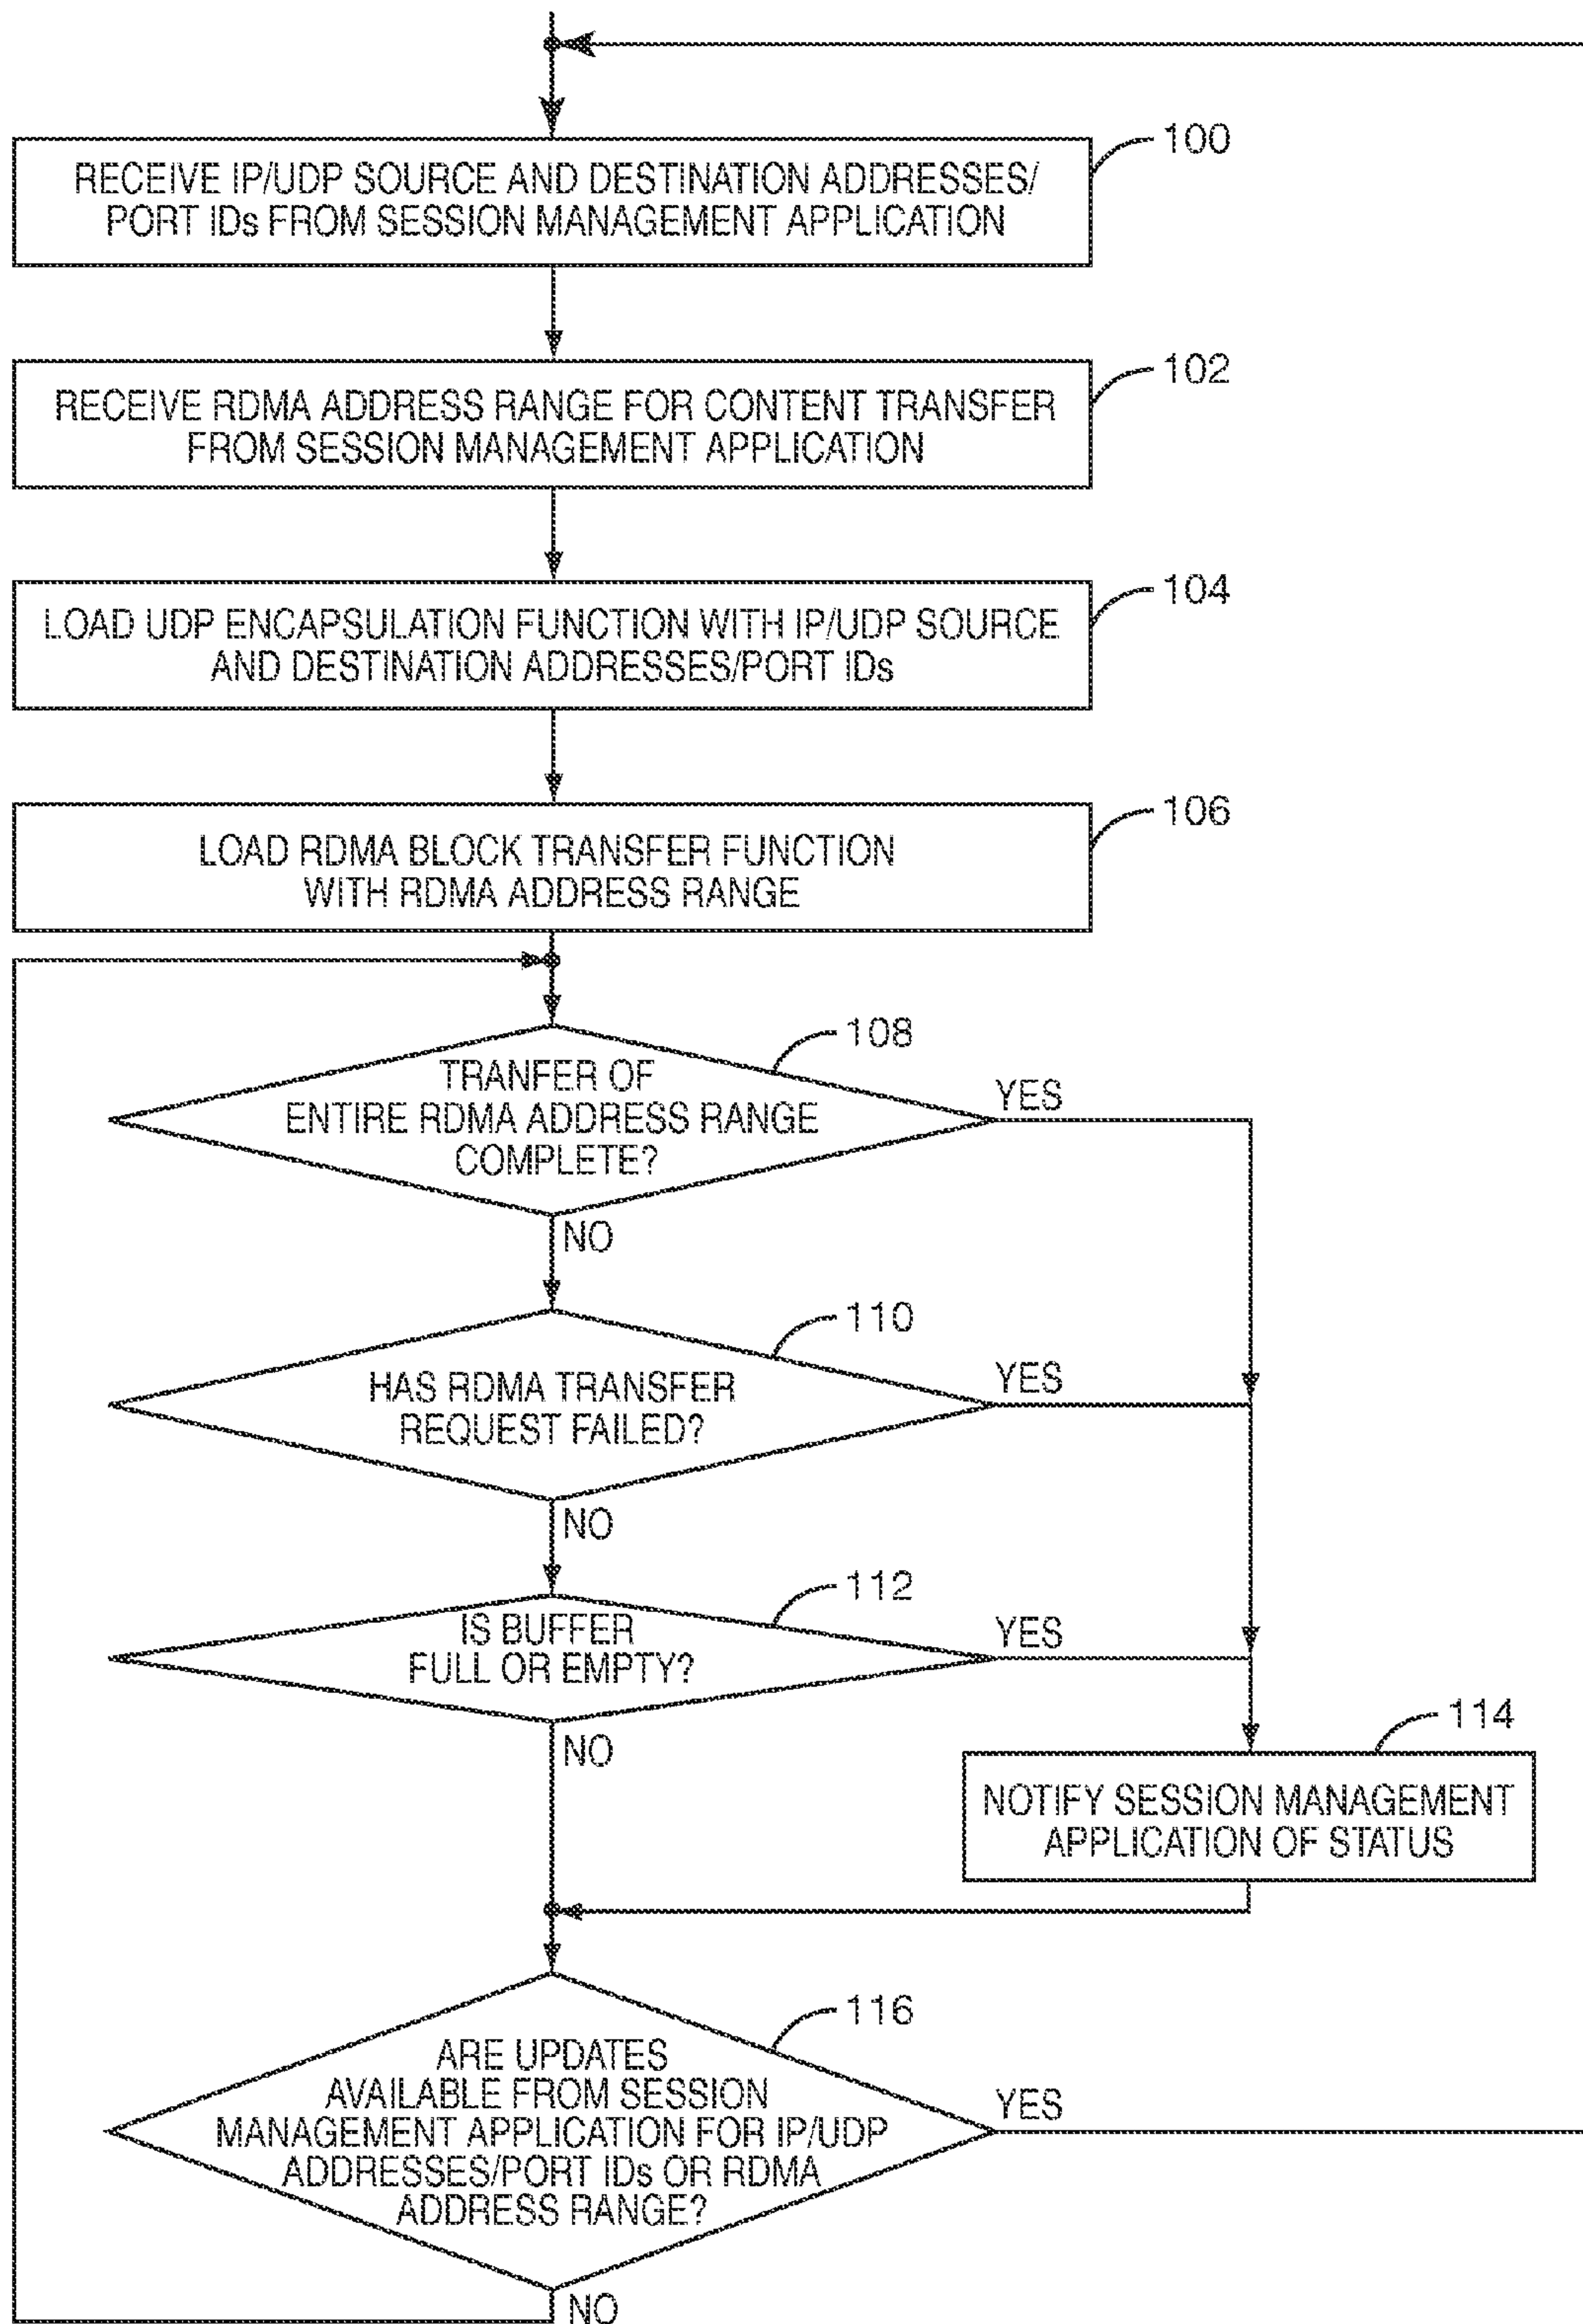 100
RECEIVE IP/UDP SOURCE AND DESTINATION ADDRESSES/
PORT IDs FROM SESSION MANAGEMENT APPLICATION
102
RECEIVE RDMA ADDRESS RANGE FOR CONTENT TRANSFER
FROM SESSION MANAGEMENT APPLICATION
104
LOAD UDP ENCAPSULATION FUNCTION WITH IP/UDP SOURCE
AND DESTINATION ADDRESSES/PORT IDs
106
LOAD RDMA BLOCK TRANSFER FUNCTION
WITH RDMA ADDRESS RANGE
108
TRANFER OF
ENTIRE RDMA ADDRESS RANGE
COMPLETE?
YES
NO
110
HAS RDMA TRANSFER
REQUEST FAILED?
YES
NO
112
IS BUFFER
FULL OR EMPTY?
YES
NO
114
NOTIFY SESSION MANAGEMENT
APPLICATION OF STATUS
116
ARE UPDATES
AVAILABLE FROM SESSION
MANAGEMENT APPLICATION FOR IP/UDP
ADDRESSES/PORT IDs OR RDMA
ADDRESS RANGE?
YES
NO